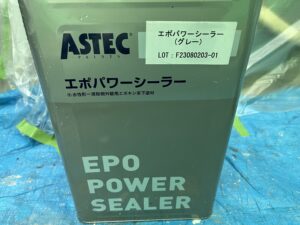 ASTEC
PAINTS
エポパワーシーラー
(グレー)
LOT：F23080203-01
エポパワーシーラー
EPO
POWER
SEALER